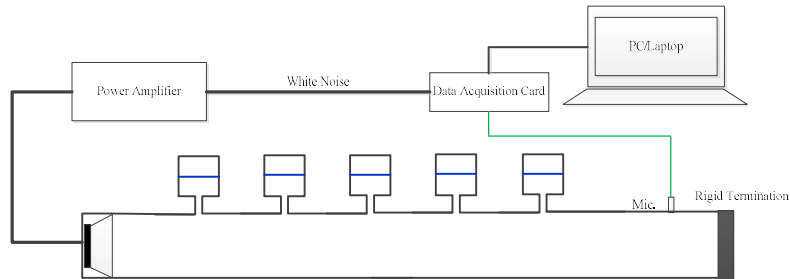 PC/Laptop
Power Amplifier
White Noise
Data Acquisition Card
Mic.
Rigid Termination